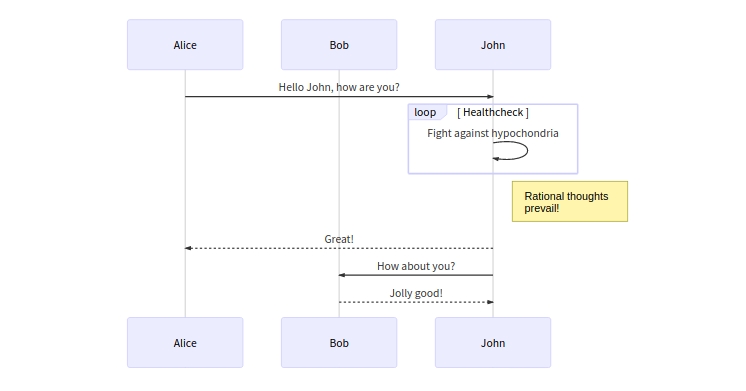 Alice
Bob
John
Hello John, how are you?
loop
[ Healthcheck ]
Fight against hypochondria
Rational thoughts
prevail!
Great!
How about you?
Jolly good!
Alice
Bob
John